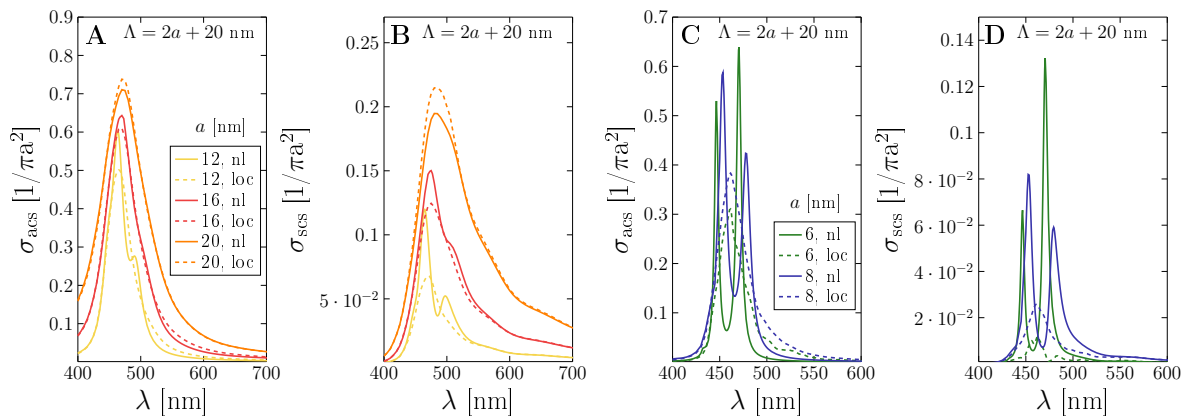 A
Λ = 2a + 20 nm
0.9
0.8
0.7
0.6
0.5
0.4
0.3
0.2
0.1
σacs [1/πa²]
400
500
600
700
λ [nm]
a [nm]
12, nl
12, loc
16, nl
16, loc
20, nl
20, loc
B
Λ = 2a + 20 nm
0.25
0.2
0.15
0.1
5 · 10⁻²
σscs [1/πa²]
400
500
600
700
λ [nm]
C
Λ = 2a + 20 nm
0.7
0.6
0.5
0.4
0.3
0.2
0.1
σacs [1/πa²]
400
450
500
550
600
λ [nm]
a [nm]
6, nl
6, loc
8, nl
8, loc
D
Λ = 2a + 20 nm
0.14
0.12
0.1
8 · 10⁻²
6 · 10⁻²
4 · 10⁻²
2 · 10⁻²
σscs [1/πa²]
400
450
500
550
600
λ [nm]